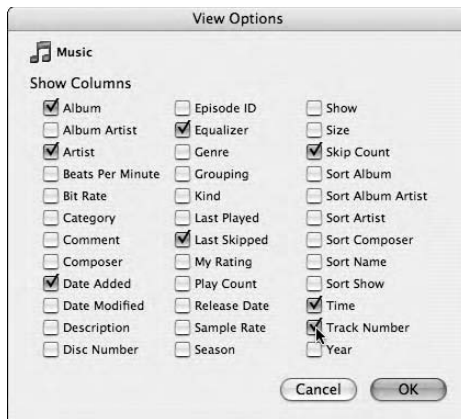 View Options
Music
Show Columns
Album
Album Artist
Artist
Beats Per Minute
Bit Rate
Category
Comment
Composer
Date Added
Date Modified
Description
Disc Number
Episode ID
Equalizer
Genre
Grouping
Kind
Last Played
Last Skipped
My Rating
Play Count
Release Date
Sample Rate
Season
Show
Size
Skip Count
Sort Album
Sort Album Artist
Sort Artist
Sort Composer
Sort Name
Sort Show
Time
Track Number
Year
Cancel
OK